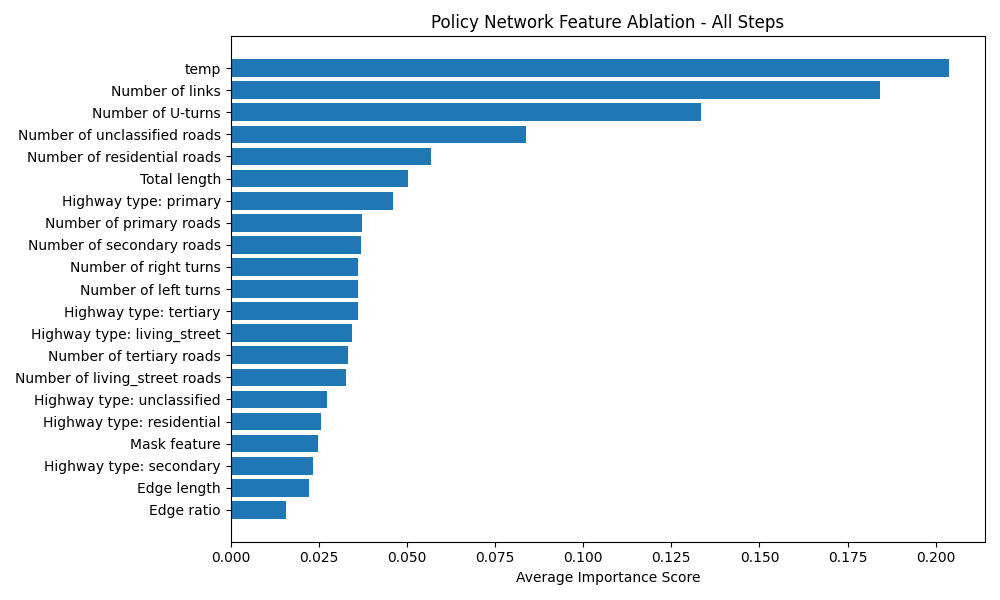 Policy Network Feature Ablation - All Steps
temp
Number of links
Number of U-turns
Number of unclassified roads
Number of residential roads
Total length
Highway type: primary
Number of primary roads
Number of secondary roads
Number of right turns
Number of left turns
Highway type: tertiary
Highway type: living_street
Number of tertiary roads
Number of living_street roads
Highway type: unclassified
Highway type: residential
Mask feature
Highway type: secondary
Edge length
Edge ratio
0.000 0.025 0.050 0.075 0.100 0.125 0.150 0.175 0.200
Average Importance Score